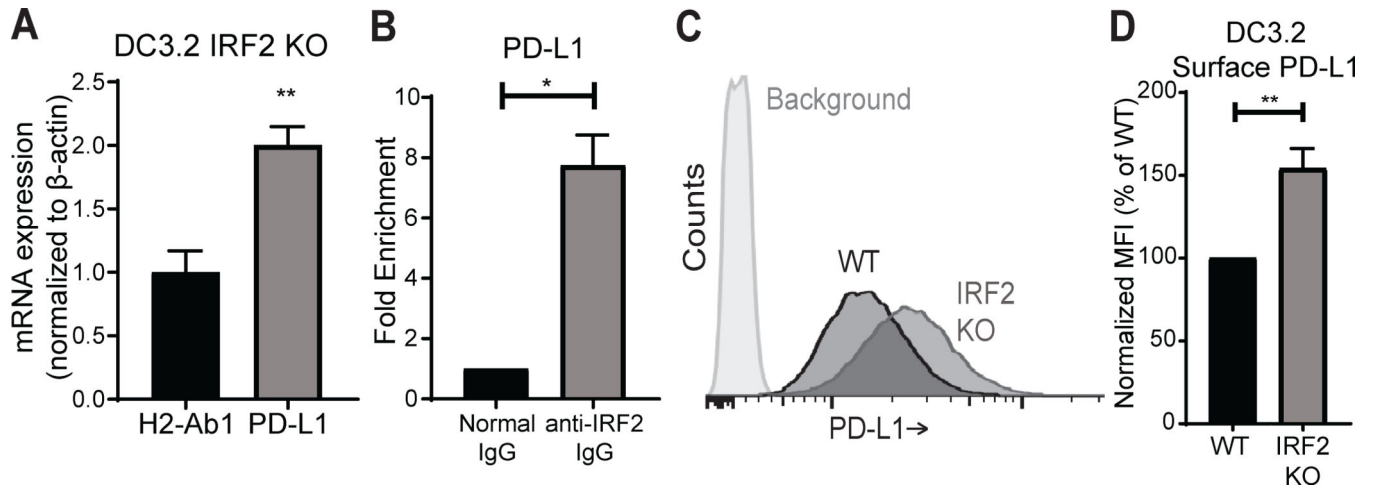 A
DC3.2 IRF2 KO
mRNA expression
(normalized to β-actin)
2.5
2.0
1.5
1.0
0.5
0.0
**
H2-Ab1 PD-L1
B
PD-L1
*
Fold Enrichment
10
8
6
4
2
0
Normal anti-IRF2
IgG IgG
C
Counts
Background
WT
IRF2
KO
PD-L1→
D
DC3.2
Surface PD-L1
Normalized MFI (% of WT)
200
150
100
50
0
**
WT IRF2
KO